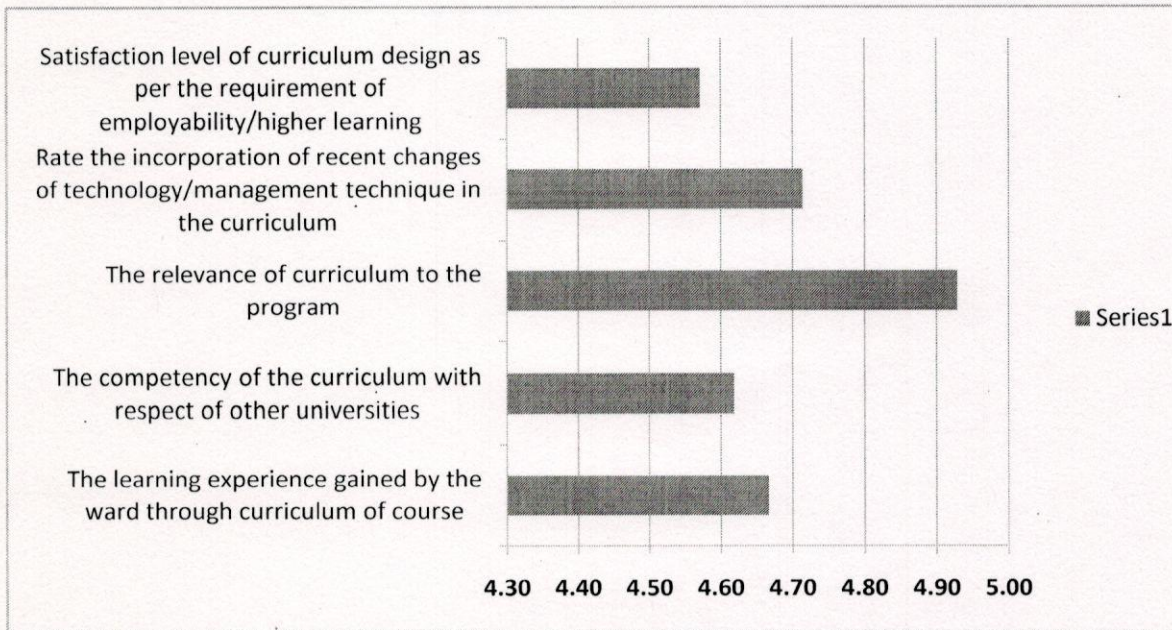 Satisfaction level of curriculum design as
per the requirement of
employability/higher learning
Rate the incorporation of recent changes
of technology/management technique in
the curriculum
The relevance of curriculum to the
program
The competency of the curriculum with
respect of other universities
The learning experience gained by the
ward through curriculum of course
Series1
4.30 4.40 4.50 4.60 4.70 4.80 4.90 5.00